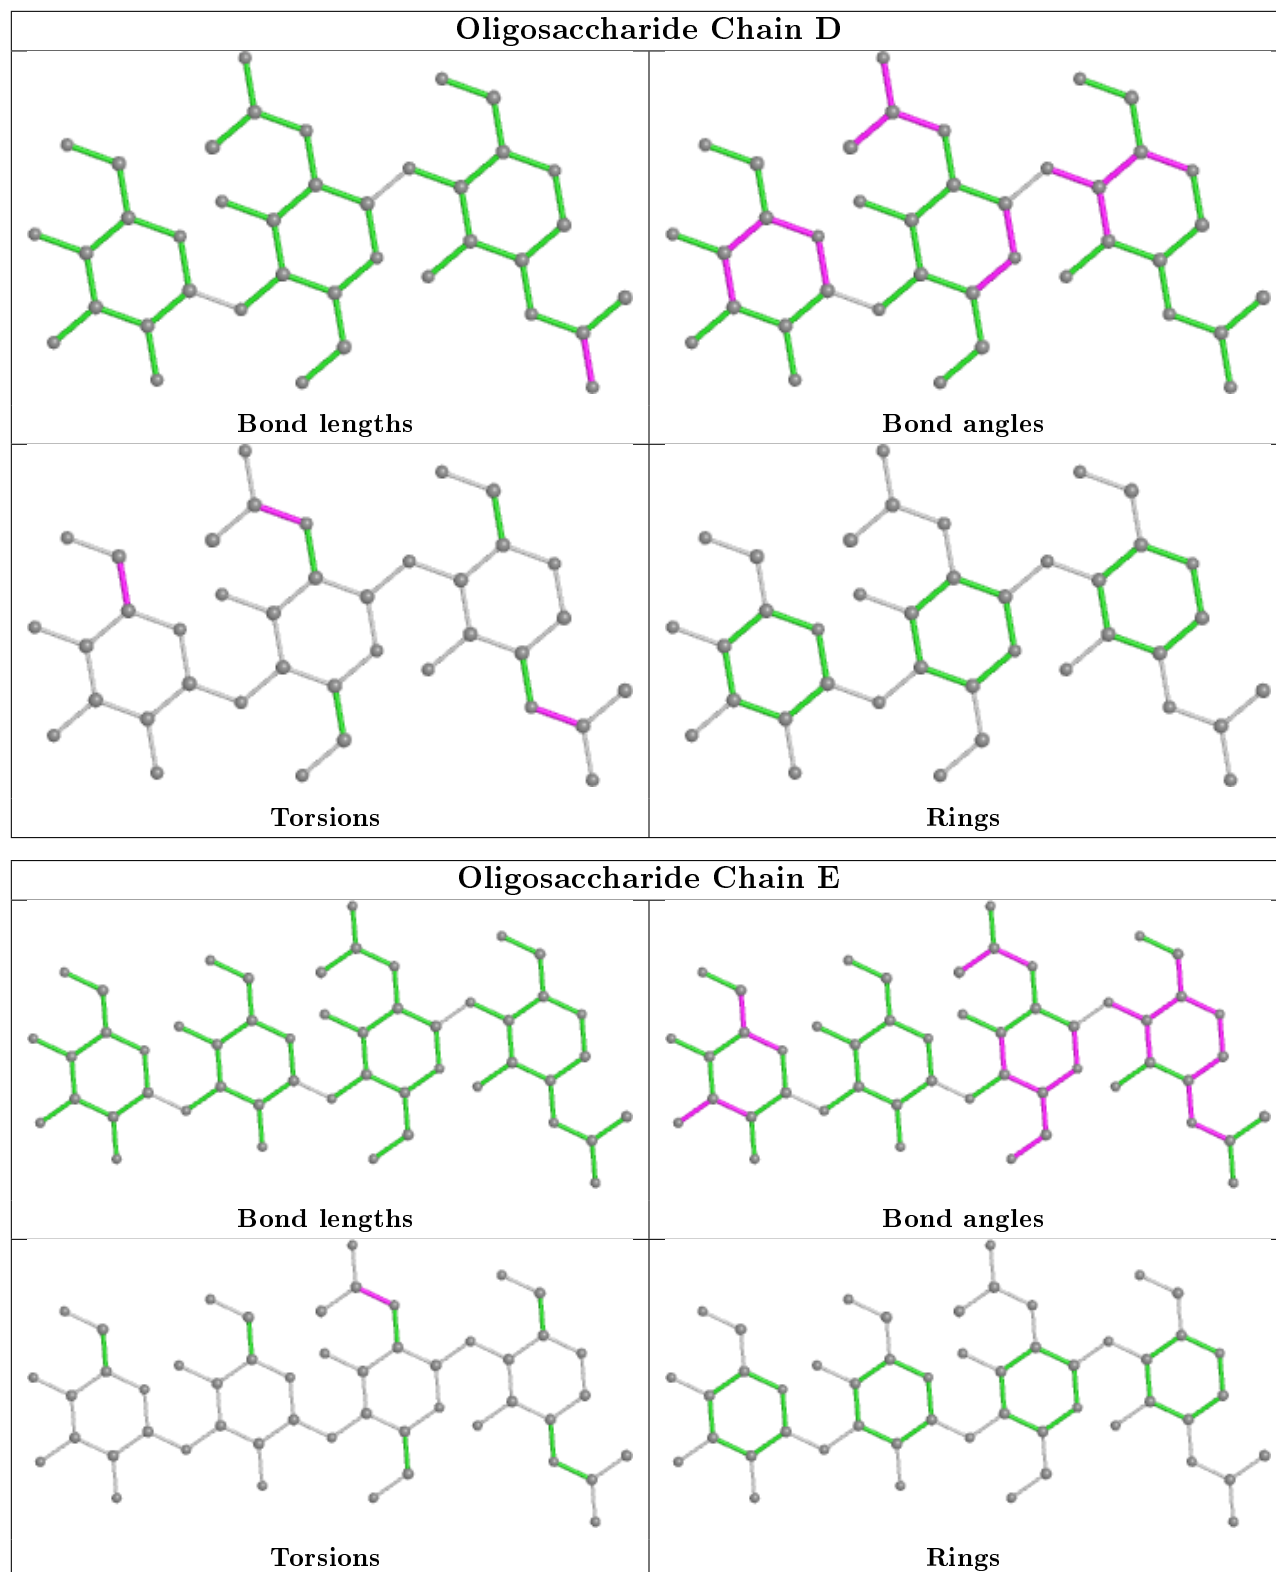 Oligosaccharide Chain D
Bond lengths
Bond angles
Torsions
Rings
Oligosaccharide Chain E
Bond lengths
Bond angles
Torsions
Rings